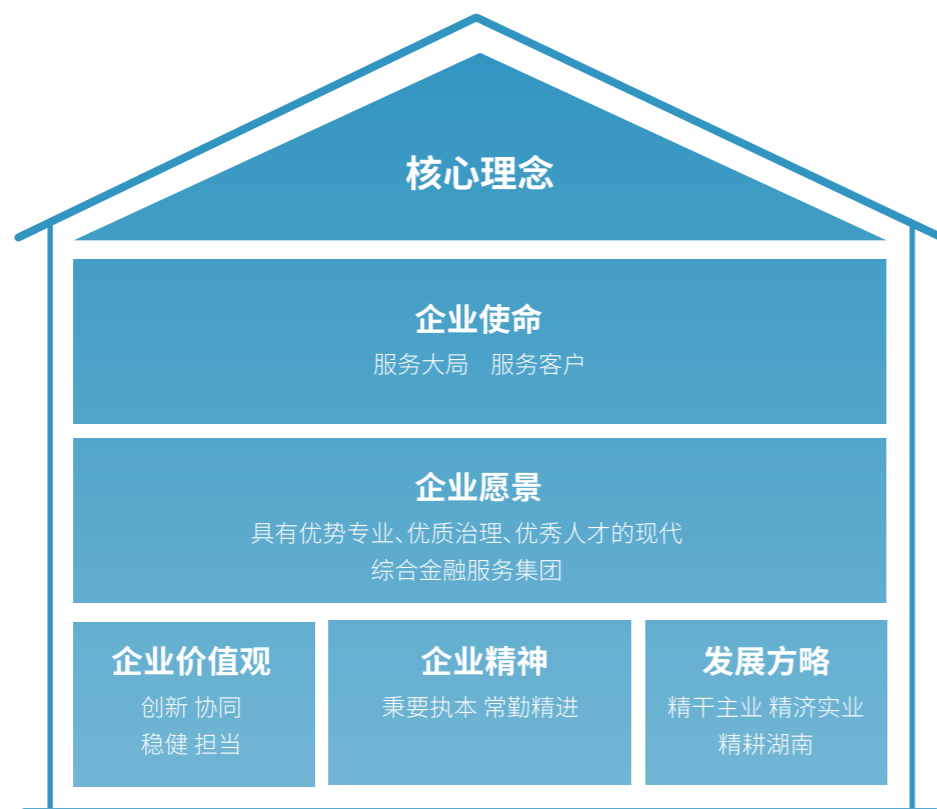 核心理念
企业使命
服务大局 服务客户
企业愿景
具有优势专业、优质治理、优秀人才的现代
综合金融服务集团
企业价值观
创新 协同
稳健 担当
企业精神
秉要执本 常勤精进
发展方略
精干主业 精济实业
精耕湖南